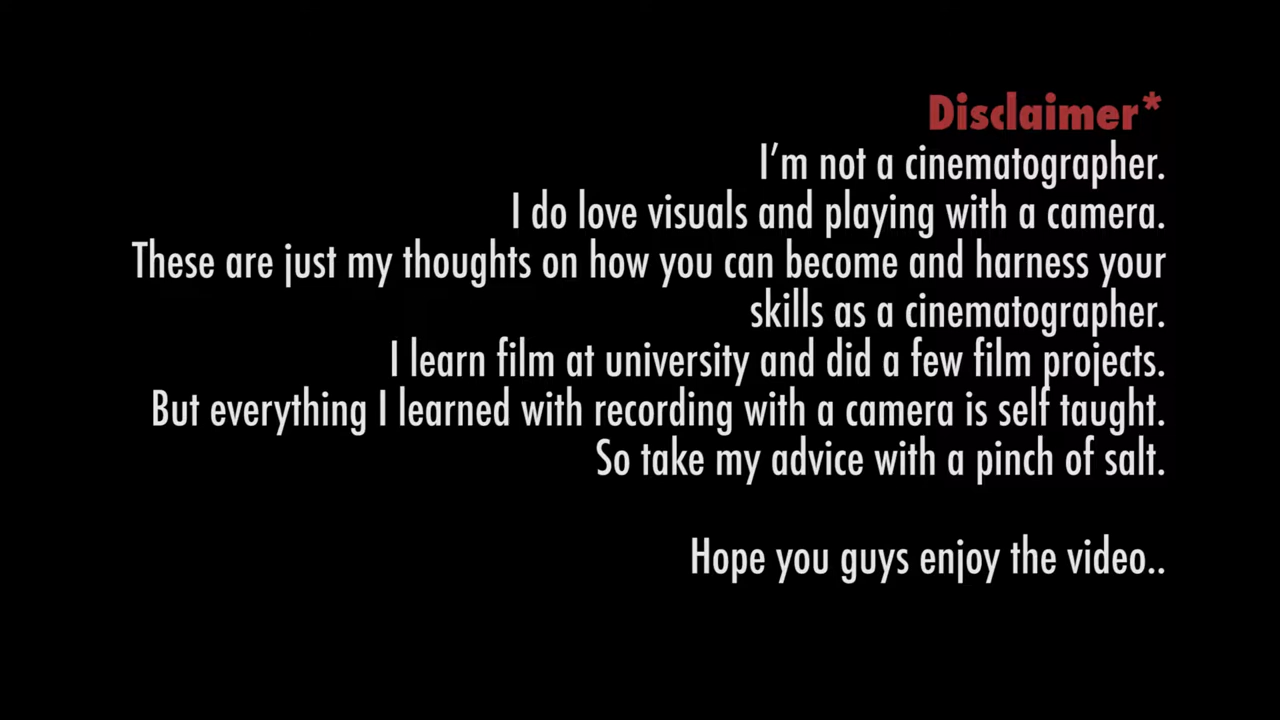 Disclaimer*
I'm not a cinematographer.
I do love visuals and playing with a camera.
These are just my thoughts on how you can become and harness your
skills as a cinematographer.
I learn film at university and did a few film projects.
But everything I learned with recording with a camera is self taught.
So take my advice with a pinch of salt.
Hope you guys enjoy the video..